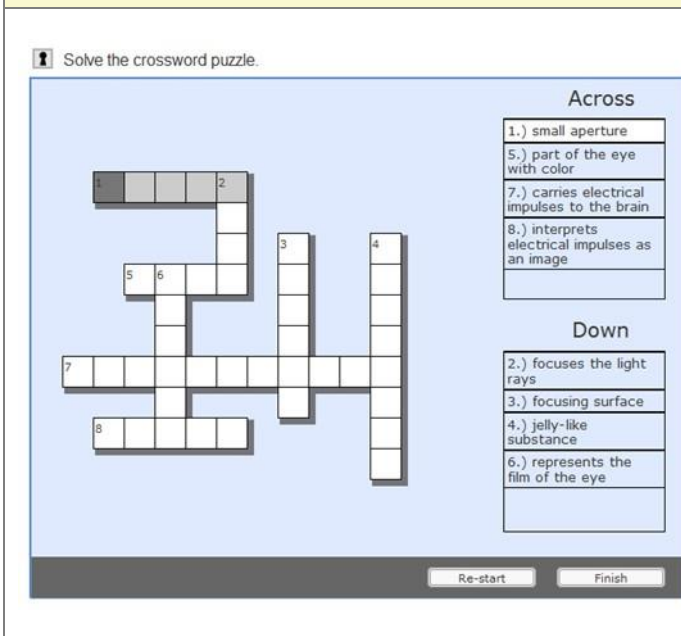 Solve the crossword puzzle.
Across
1.) small aperture
5.) part of the eye
with color
7.) carries electrical
impulses to the brain
8.) interprets
electrical impulses as
an image
Down
2.) focuses the light
rays
3.) focusing surface
4.) jelly-like
substance
6.) represents the
film of the eye
1 2
3 4
5 6
7
8
Re-start Finish